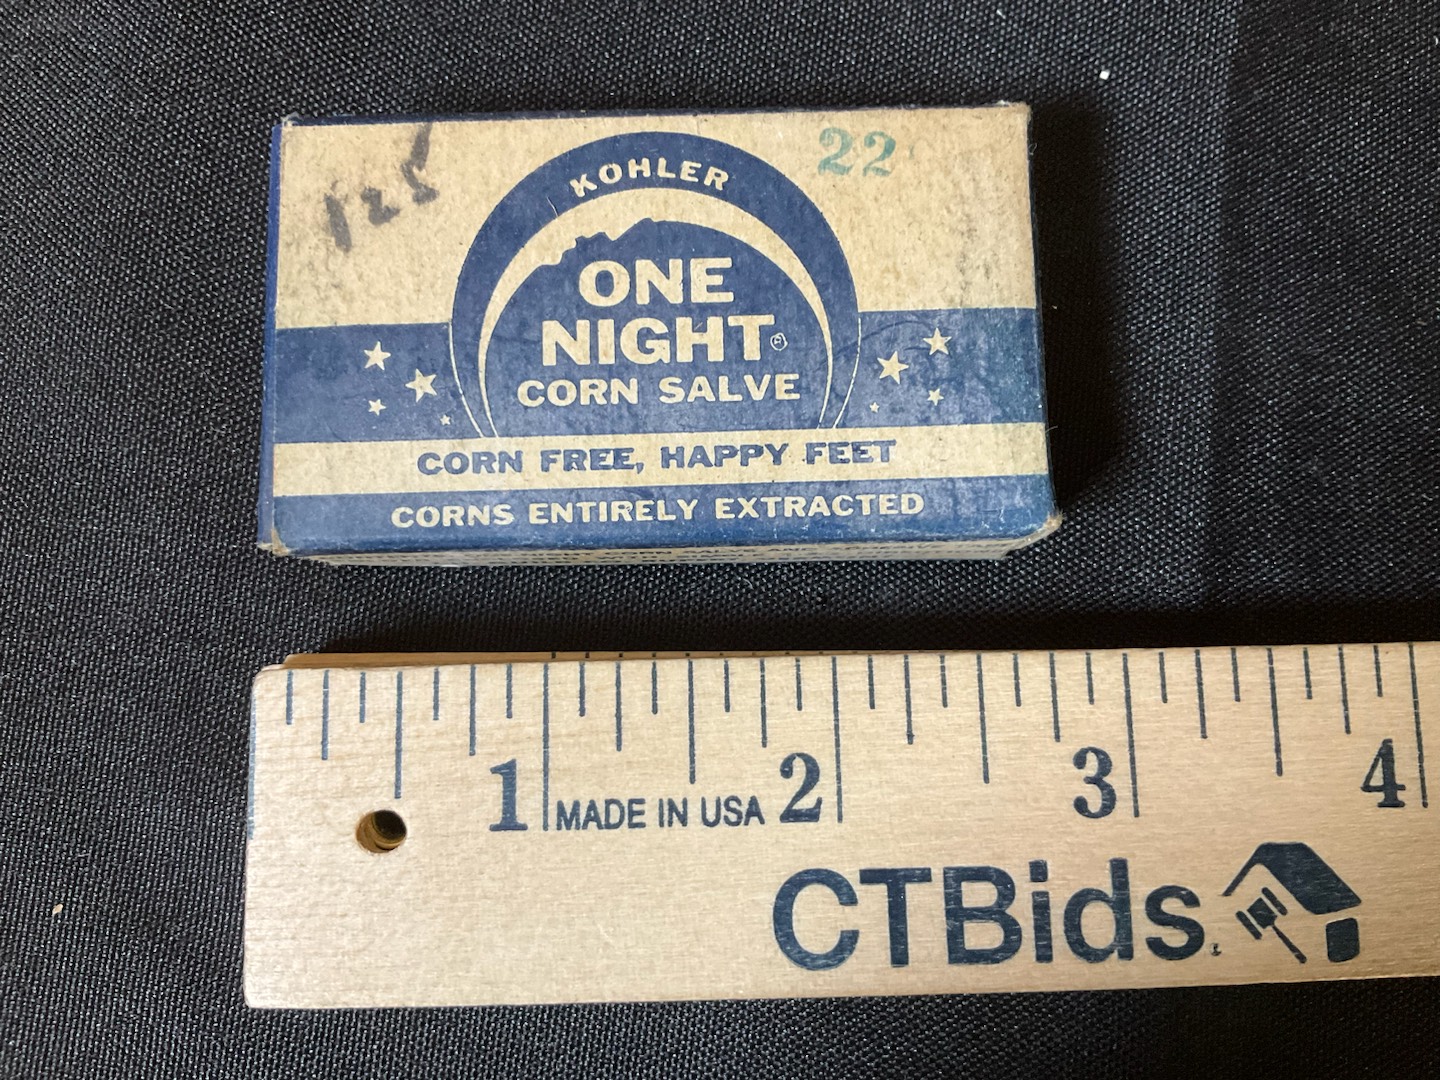 125
22
KOHLER
ONE
NIGHT®
CORN SALVE
CORN FREE, HAPPY FEET
CORNS ENTIRELY EXTRACTED
1 2 3 4
MADE IN USA
CTBids